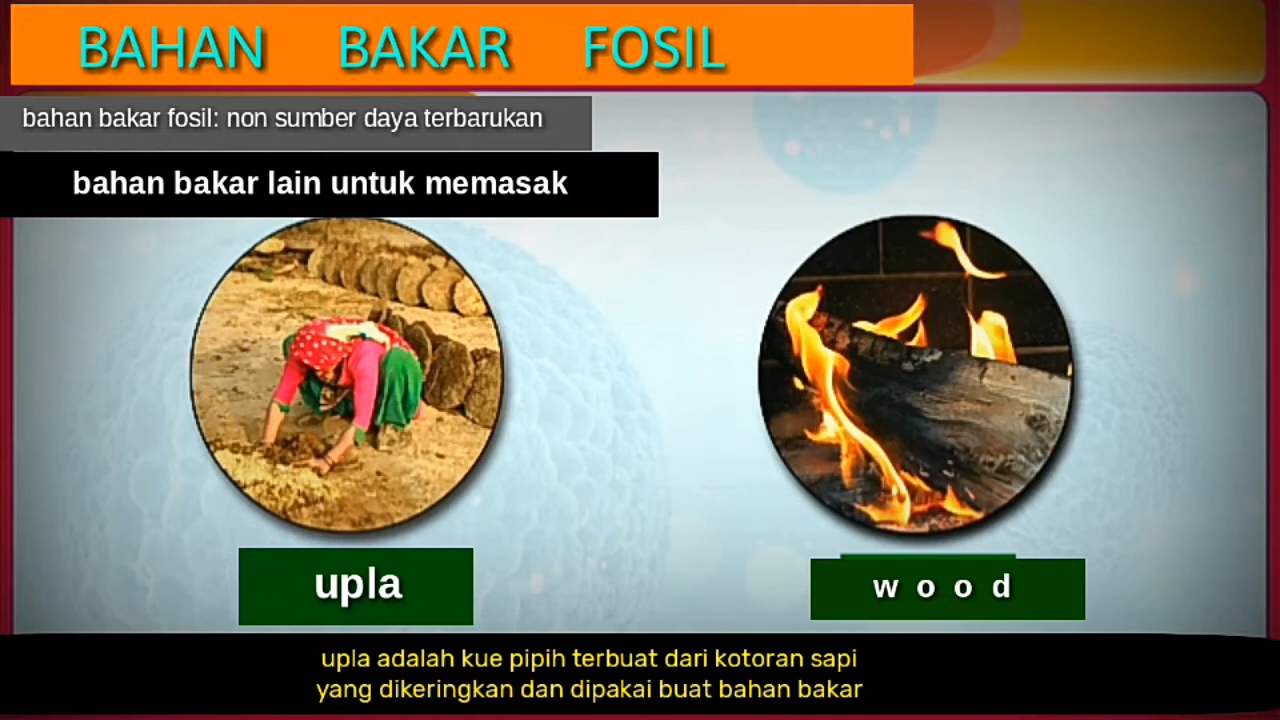 BAHAN BAKAR FOSIL
bahan bakar fosil: non sumber daya terbarukan
bahan bakar lain untuk memasak
upla
wood
upla adalah kue pipih terbuat dari kotoran sapi
yang dikeringkan dan dipakai buat bahan bakar